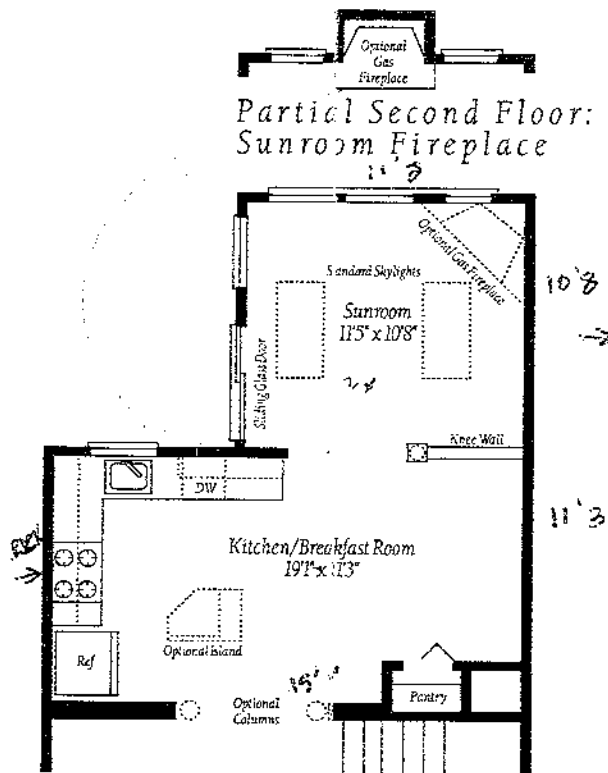 Optional
Gas
Fireplace
Partial Second Floor:
Sunroom Fireplace
Optional Gas Fireplace
Standard Skylights
10'8
Sunroom
11'5" x 10'8"
Sliding Glass Door
Knee Wall
DW
11'3
Kitchen/Breakfast Room
19'1" x 11'3"
Ref
Optional Island
Optional
Columns
Pantry